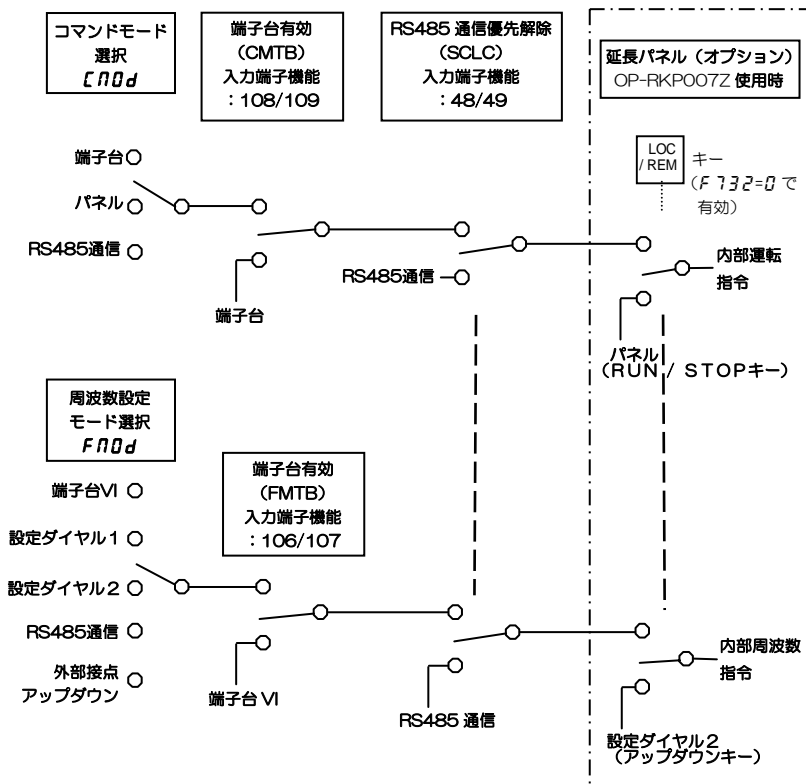 コマンドモード
選択
CMOd
端子台有効
(CMTB)
入力端子機能
：108/109
RS485 通信優先解除
(SCLC)
入力端子機能
：48/49
延長パネル（オプション）
OP-RKP007Z 使用時
LOC
/ REM
キー
（F732=0 で
有効）
端子台
パネル
RS485通信
端子台
RS485通信
内部運転
指令
パネル
（RUN / STOPキー）
周波数設定
モード選択
FMOd
端子台有効
(FMTB)
入力端子機能
：106/107
端子台VI
設定ダイヤル１
設定ダイヤル２
RS485通信
外部接点
アップダウン
端子台 VI
RS485 通信
内部周波数
指令
設定ダイヤル２
（アップダウンキー）